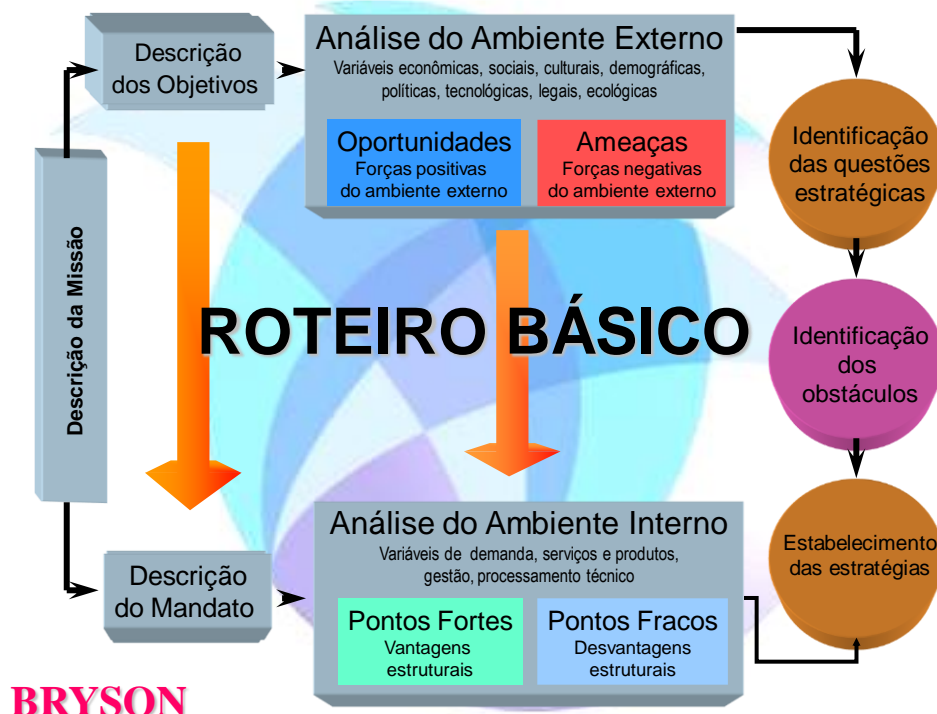 Descrição
dos Objetivos
Análise do Ambiente Externo
Variáveis econômicas, sociais, culturais, demográficas,
políticas, tecnológicas, legais, ecológicas
Oportunidades
Forças positivas
do ambiente externo
Ameaças
Forças negativas
do ambiente externo
Identificação
das questões
estratégicas
Descrição da Missão
ROTEIRO BÁSICO
Identificação
dos
obstáculos
Descrição
do Mandato
Análise do Ambiente Interno
Variáveis de demanda, serviços e produtos,
gestão, processamento técnico
Pontos Fortes
Vantagens
estruturais
Pontos Fracos
Desvantagens
estruturais
Estabelecimento
das estratégias
BRYSON